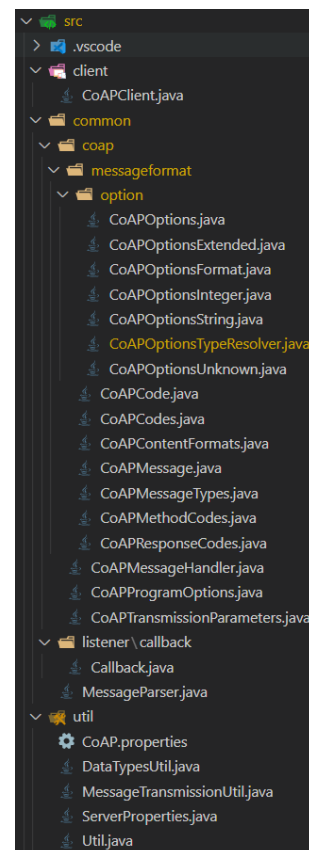 src
.vscode
client
CoAPClient.java
common
coap
messageformat
option
CoAPOptions.java
CoAPOptionsExtended.java
CoAPOptionsFormat.java
CoAPOptionsInteger.java
CoAPOptionsString.java
CoAPOptionsTypeResolver.java
CoAPOptionsUnknown.java
CoAPCode.java
CoAPCodes.java
CoAPContentFormats.java
CoAPMessage.java
CoAPMessageTypes.java
CoAPMethodCodes.java
CoAPResponseCodes.java
CoAPMessageHandler.java
CoAPProgramOptions.java
CoAPTransmissionParameters.java
listener\callback
Callback.java
MessageParser.java
util
CoAP.properties
DataTypesUtil.java
MessageTransmissionUtil.java
ServerProperties.java
Util.java